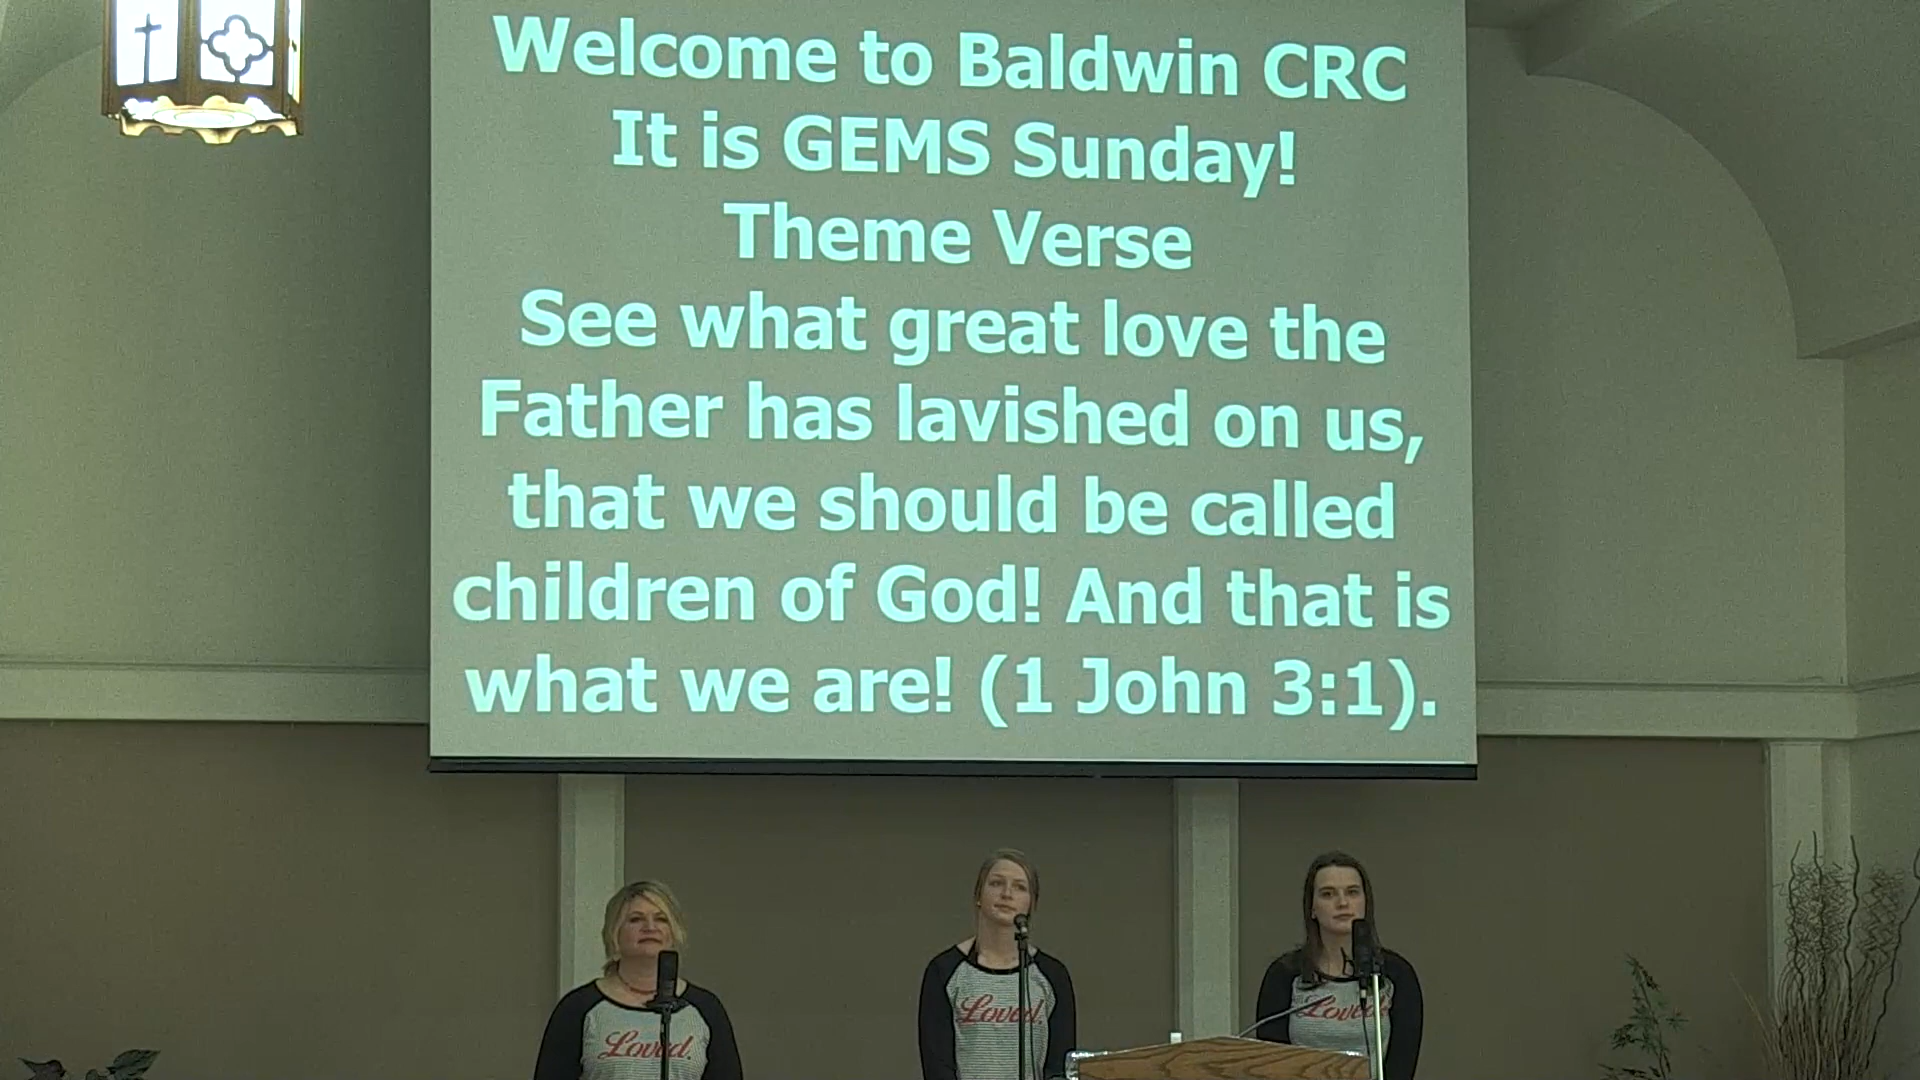 Welcome to Baldwin CRC
It is GEMS Sunday!
Theme Verse
See what great love the
Father has lavished on us,
that we should be called
children of God! And that is
what we are! (1 John 3:1).
Loved.
Loved.
Loved.